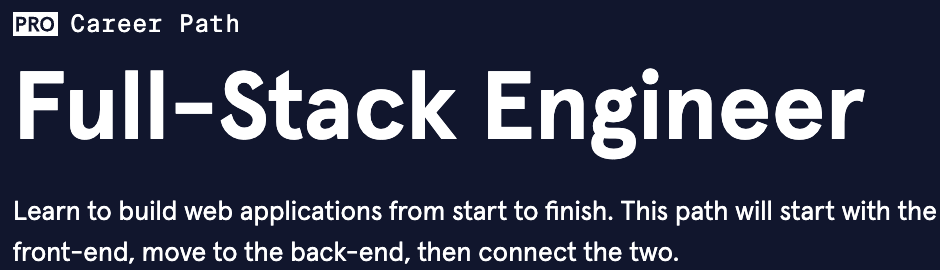 PRO Career Path
Full-Stack Engineer
Learn to build web applications from start to finish. This path will start with the
front-end, move to the back-end, then connect the two.